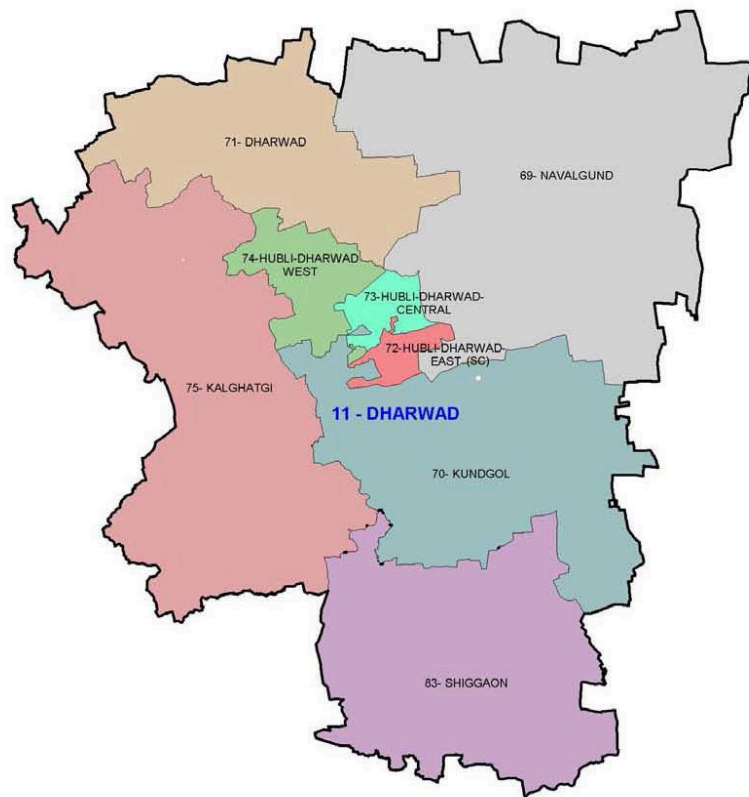 71- DHARWAD
69- NAVALGUND
74-HUBLI-DHARWAD
WEST
73-HUBLI-DHARWAD-
CENTRAL
72-HUBLI-DHARWAD-
EAST (SC)
75- KALGHATGI
11 - DHARWAD
70- KUNDGOL
83- SHIGGAON